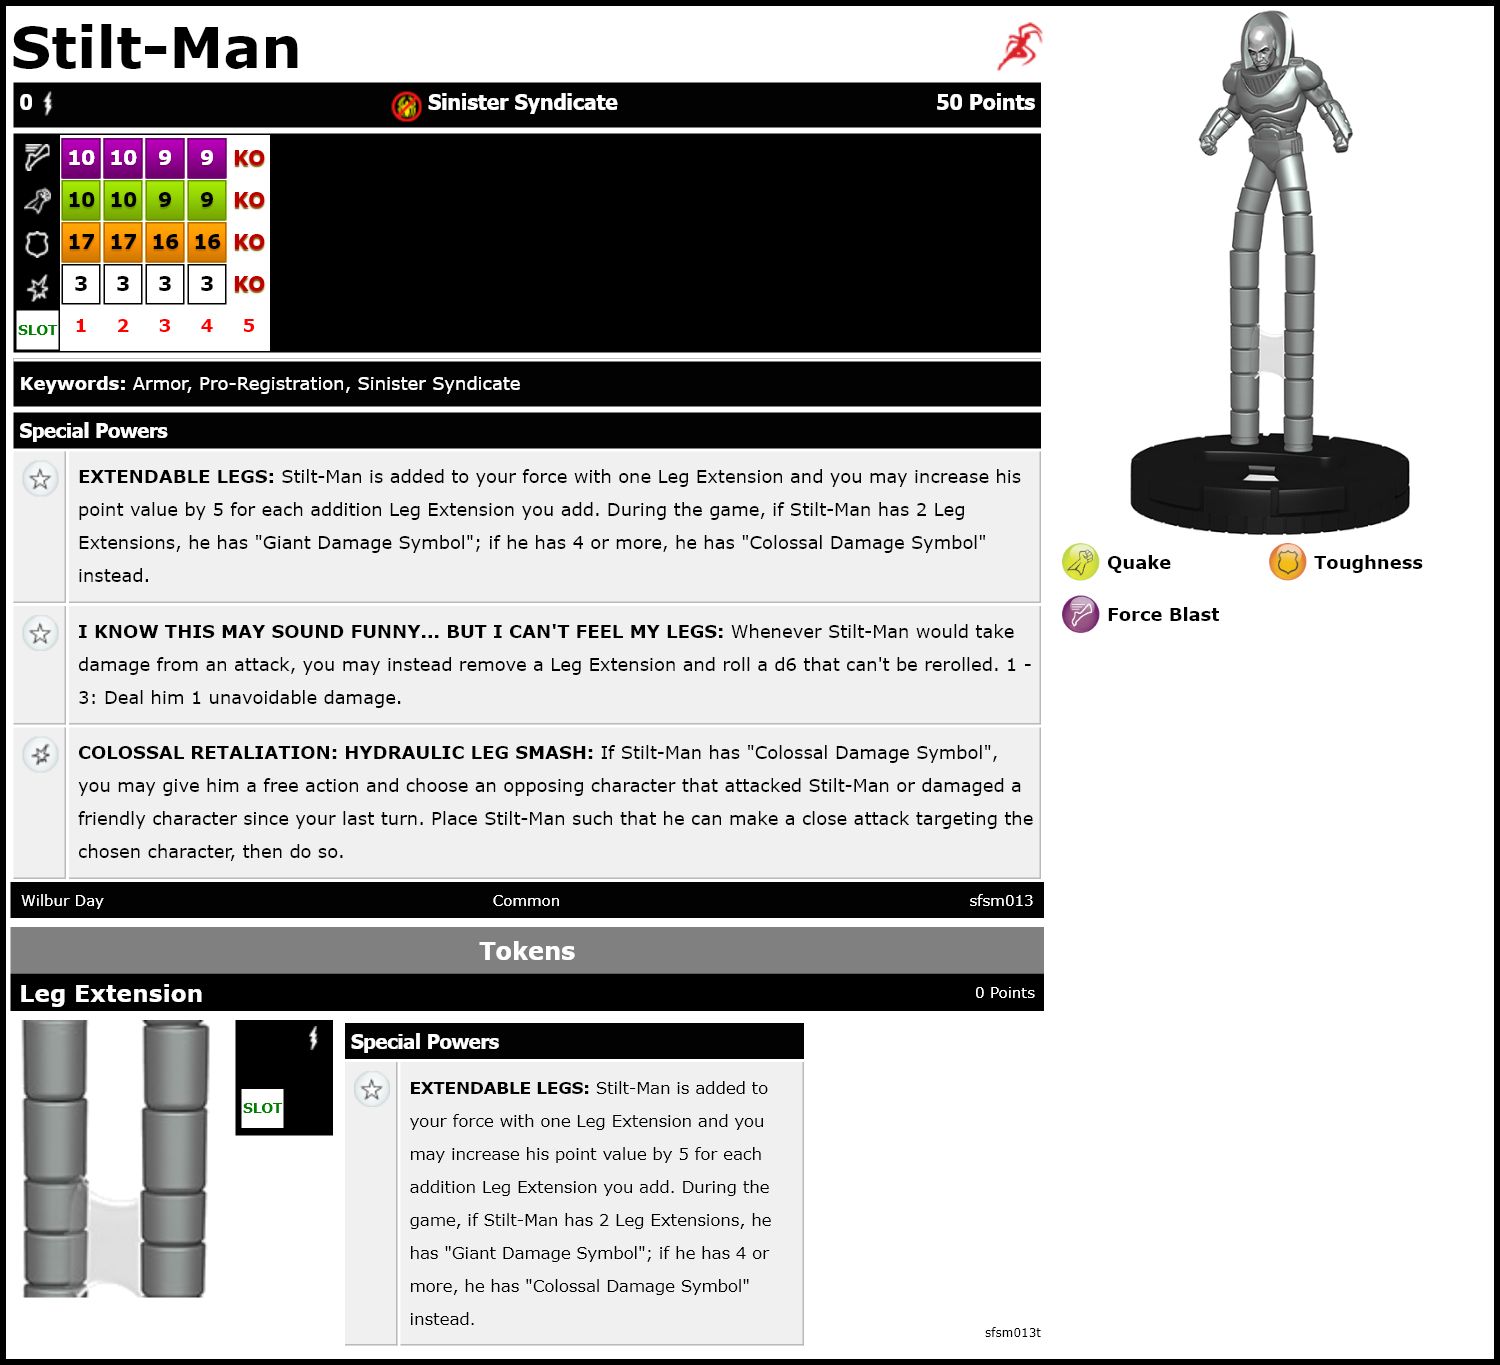 Stilt-Man
0 Sinister Syndicate 50 Points
10 10 9 9 KO
10 10 9 9 KO
17 17 16 16 KO
3 3 3 3 KO
SLOT 1 2 3 4 5
Keywords: Armor, Pro-Registration, Sinister Syndicate
Special Powers
EXTENDABLE LEGS: Stilt-Man is added to your force with one Leg Extension and you may increase his
point value by 5 for each addition Leg Extension you add. During the game, if Stilt-Man has 2 Leg
Extensions, he has "Giant Damage Symbol"; if he has 4 or more, he has "Colossal Damage Symbol"
instead.
I KNOW THIS MAY SOUND FUNNY... BUT I CAN'T FEEL MY LEGS: Whenever Stilt-Man would take
damage from an attack, you may instead remove a Leg Extension and roll a d6 that can't be rerolled. 1 -
3: Deal him 1 unavoidable damage.
COLOSSAL RETALIATION: HYDRAULIC LEG SMASH: If Stilt-Man has "Colossal Damage Symbol",
you may give him a free action and choose an opposing character that attacked Stilt-Man or damaged a
friendly character since your last turn. Place Stilt-Man such that he can make a close attack targeting the
chosen character, then do so.
Wilbur Day Common sfsm013
Quake Toughness
Force Blast
Tokens
Leg Extension 0 Points
SLOT
Special Powers
EXTENDABLE LEGS: Stilt-Man is added to
your force with one Leg Extension and you
may increase his point value by 5 for each
addition Leg Extension you add. During the
game, if Stilt-Man has 2 Leg Extensions, he
has "Giant Damage Symbol"; if he has 4 or
more, he has "Colossal Damage Symbol"
instead.
sfsm013t